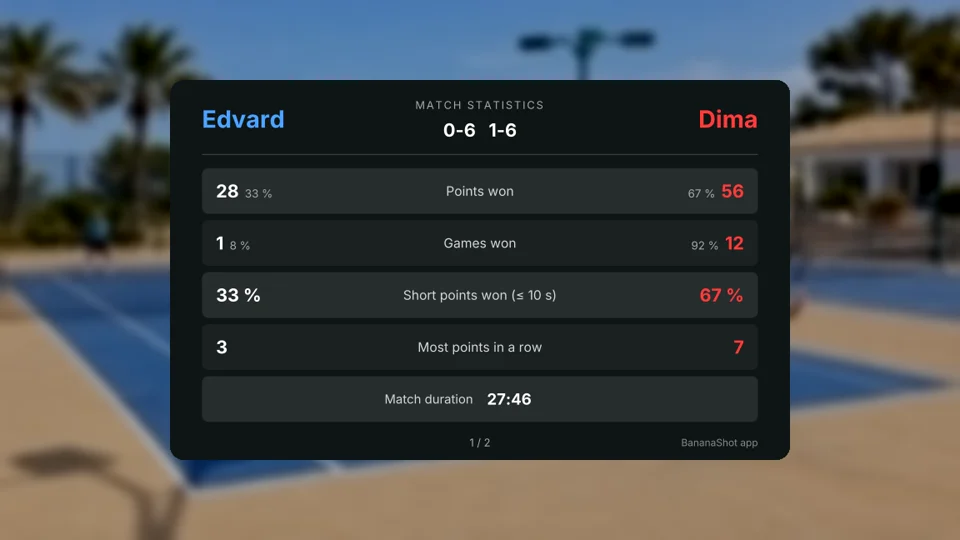 MATCH STATISTICS
Edvard 0-6 1-6 Dima
28 33 % Points won 67 % 56
1 8 % Games won 92 % 12
33 % Short points won (≤ 10 s) 67 %
3 Most points in a row 7
Match duration 27:46
1 / 2 BananaShot app